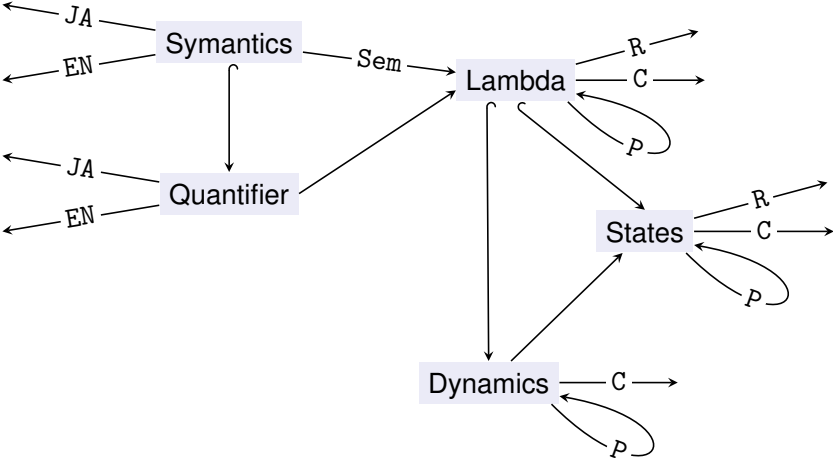 JA
Symantics
EN
Sem
Lambda
R
C
P
JA
Quantifier
EN
States
R
C
P
Dynamics
C
P